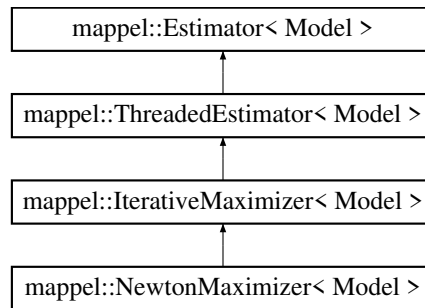 mappel::Estimator< Model >
mappel::ThreadedEstimator< Model >
mappel::IterativeMaximizer< Model >
mappel::NewtonMaximizer< Model >